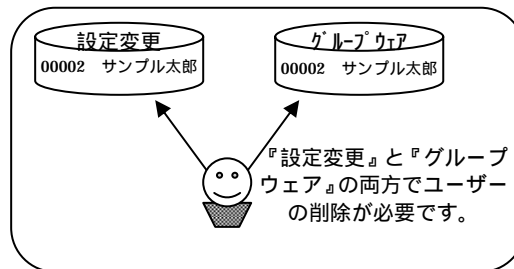 設定変更
00002 サンプル太郎
グループウェア
00002 サンプル太郎
『設定変更』と『グループ
ウェア』の両方でユーザー
の削除が必要です。